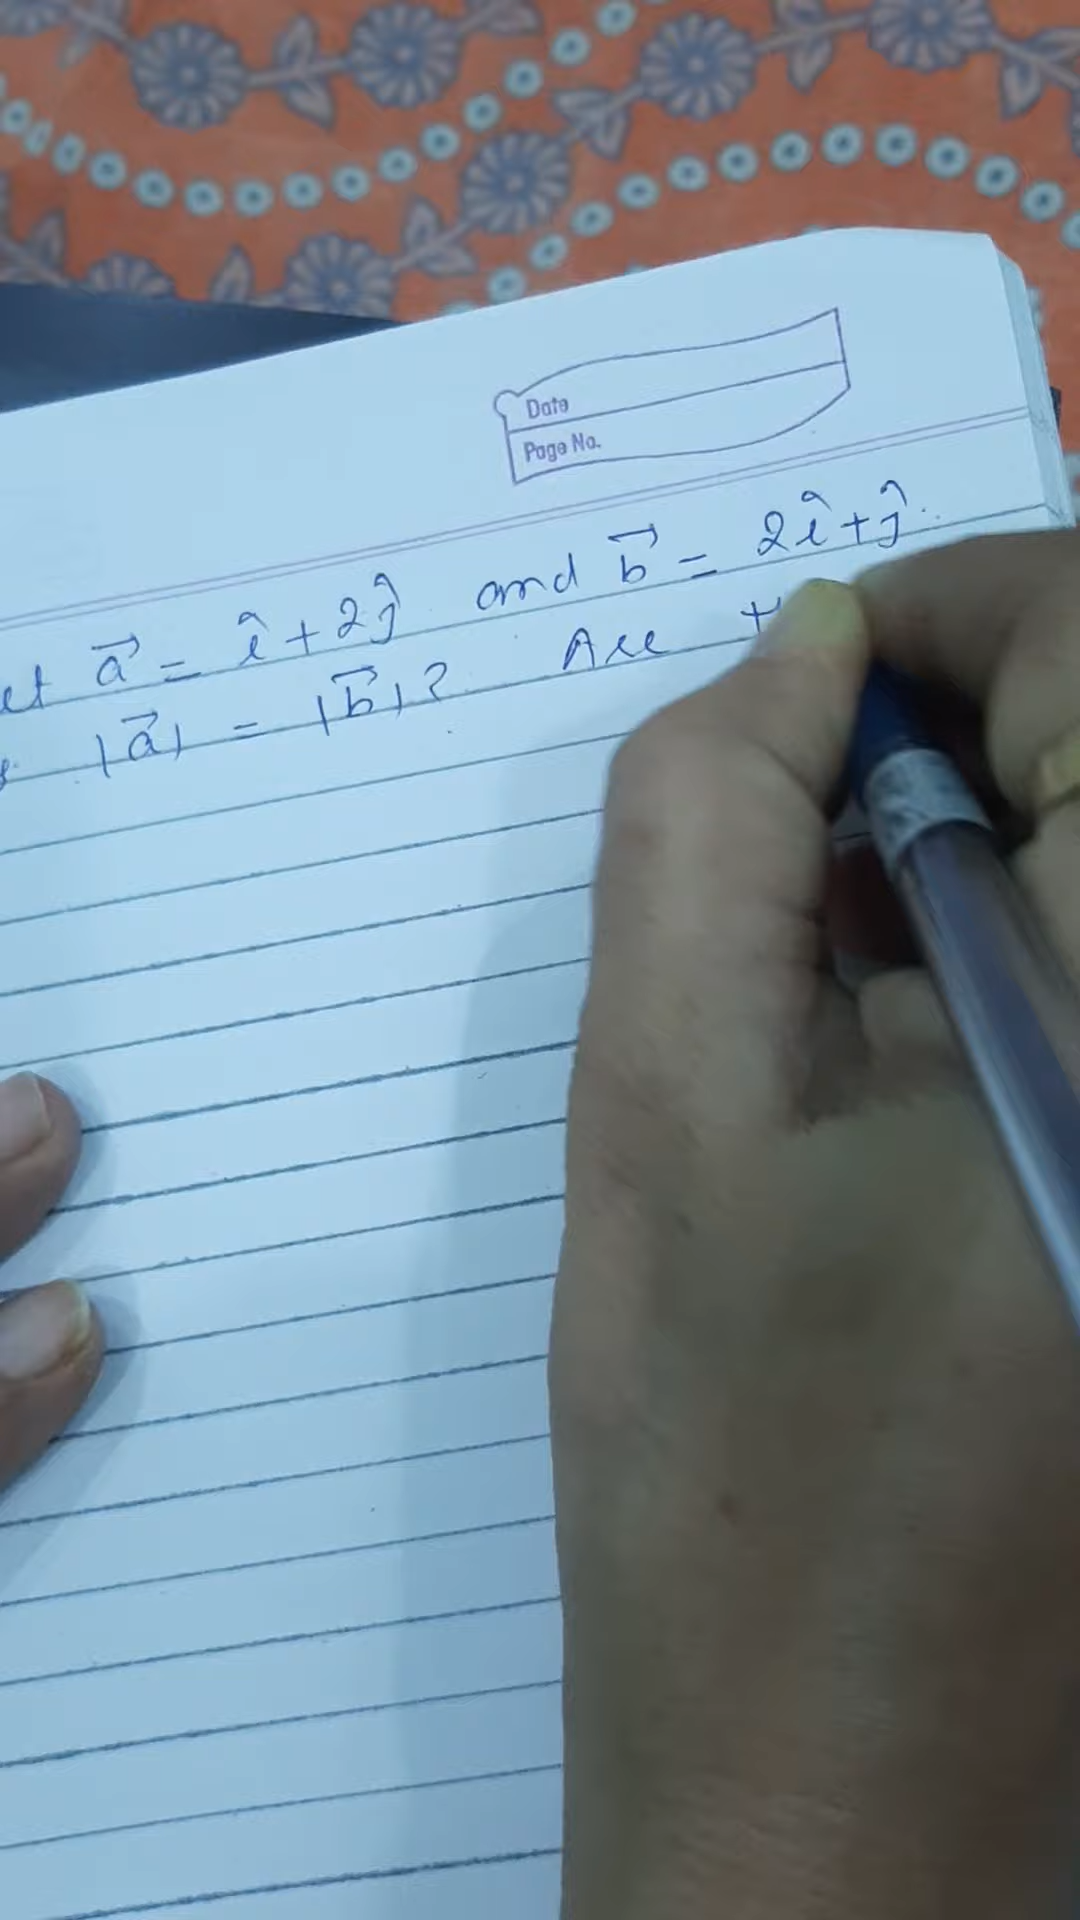 Date
Page No.
et a⃗ = î + 2ĵ and b⃗ = 2î + ĵ.
|a⃗| = |b⃗|? Are